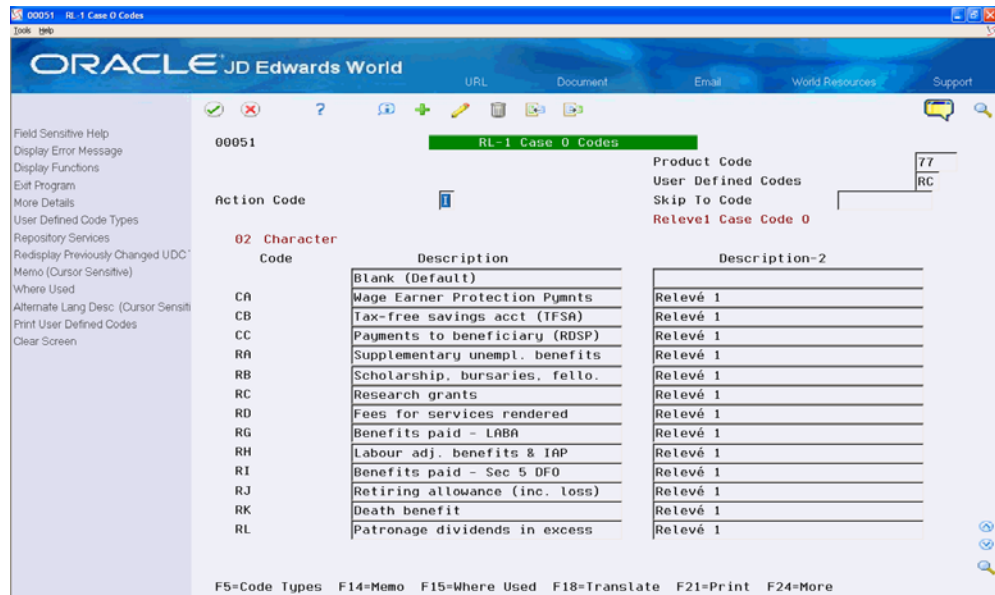 00051 RL-1 Case O Codes
Tools Help
ORACLE JD Edwards World
URL Document Email World Resources Support
?
Field Sensitive Help
Display Error Message
Display Functions
Exit Program
More Details
User Defined Code Types
Repository Services
Redisplay Previously Changed UDC
Memo (Cursor Sensitive)
Where Used
Alternate Lang Desc (Cursor Sensiti
Print User Defined Codes
Clear Screen
00051 RL-1 Case O Codes
Product Code 77
User Defined Codes RC
Action Code I Skip To Code
Releve1 Case Code O
02 Character
Code Description Description-2
Blank (Default)
CA Wage Earner Protection Pymnts Relevé 1
CB Tax-free savings acct (TFSA) Relevé 1
CC Payments to beneficiary (RDSP) Relevé 1
RA Supplementary unempl. benefits Relevé 1
RB Scholarship, bursaries, fello. Relevé 1
RC Research grants Relevé 1
RD Fees for services rendered Relevé 1
RG Benefits paid - LABA Relevé 1
RH Labour adj. benefits & IAP Relevé 1
RI Benefits paid - Sec 5 DFO Relevé 1
RJ Retiring allowance (inc. loss) Relevé 1
RK Death benefit Relevé 1
RL Patronage dividends in excess Relevé 1
F5=Code Types F14=Memo F15=Where Used F18=Translate F21=Print F24=More